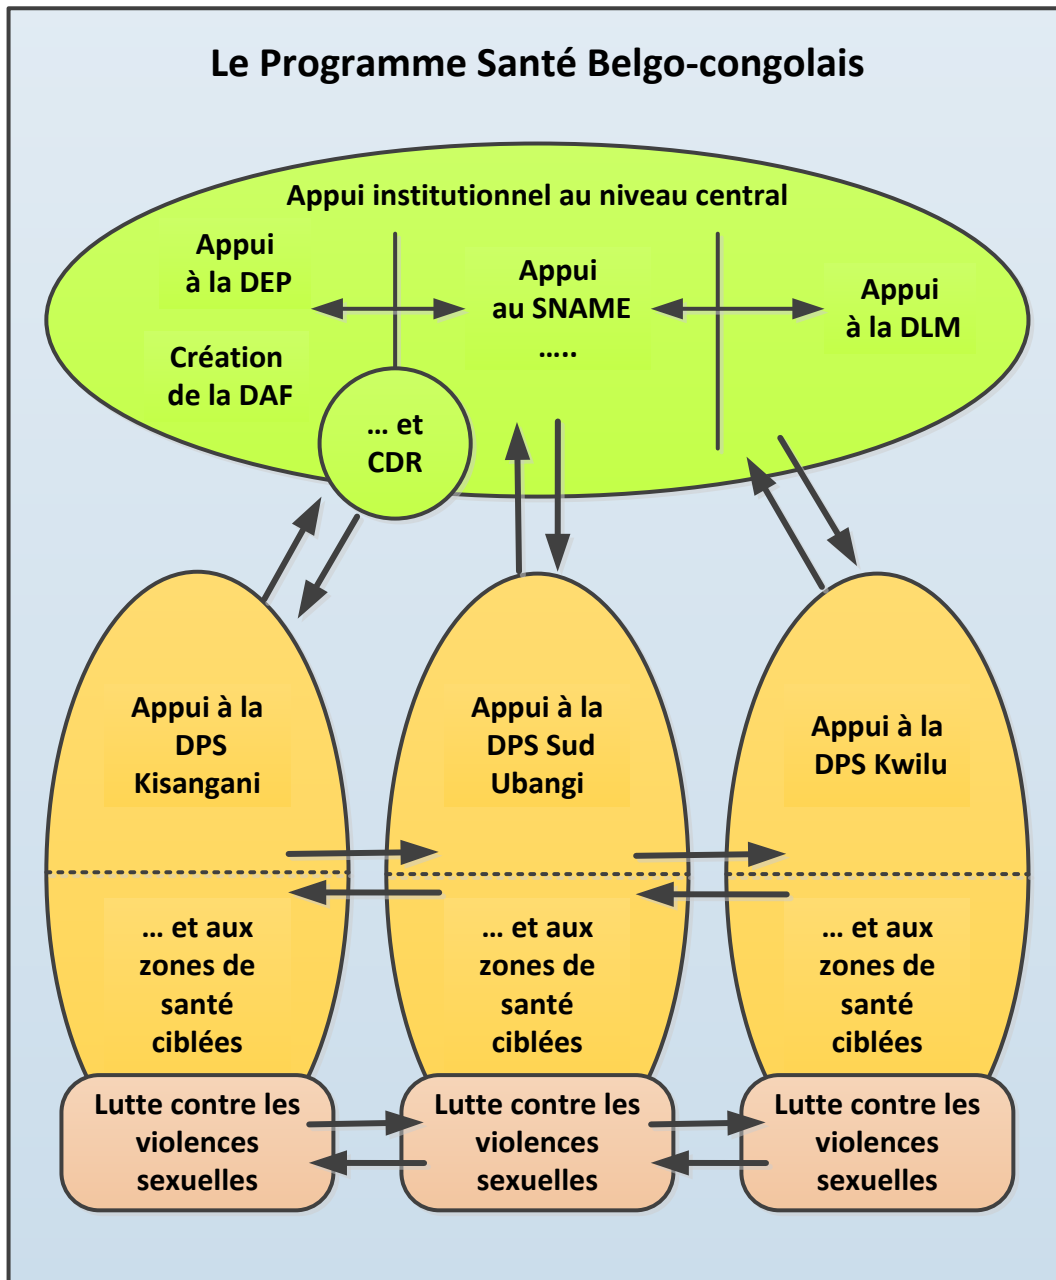 Le Programme Santé Belgo-congolais
Appui institutionnel au niveau central
Appui
à la DEP
Création
de la DAF
… et
CDR
Appui
au SNAME
…..
Appui
à la DLM
Appui à la
DPS
Kisangani
… et aux
zones de
santé
ciblées
Lutte contre les
violences
sexuelles
Appui à la
DPS Sud
Ubangi
… et aux
zones de
santé
ciblées
Lutte contre les
violences
sexuelles
Appui à la
DPS Kwilu
… et aux
zones de
santé
ciblées
Lutte contre les
violences
sexuelles